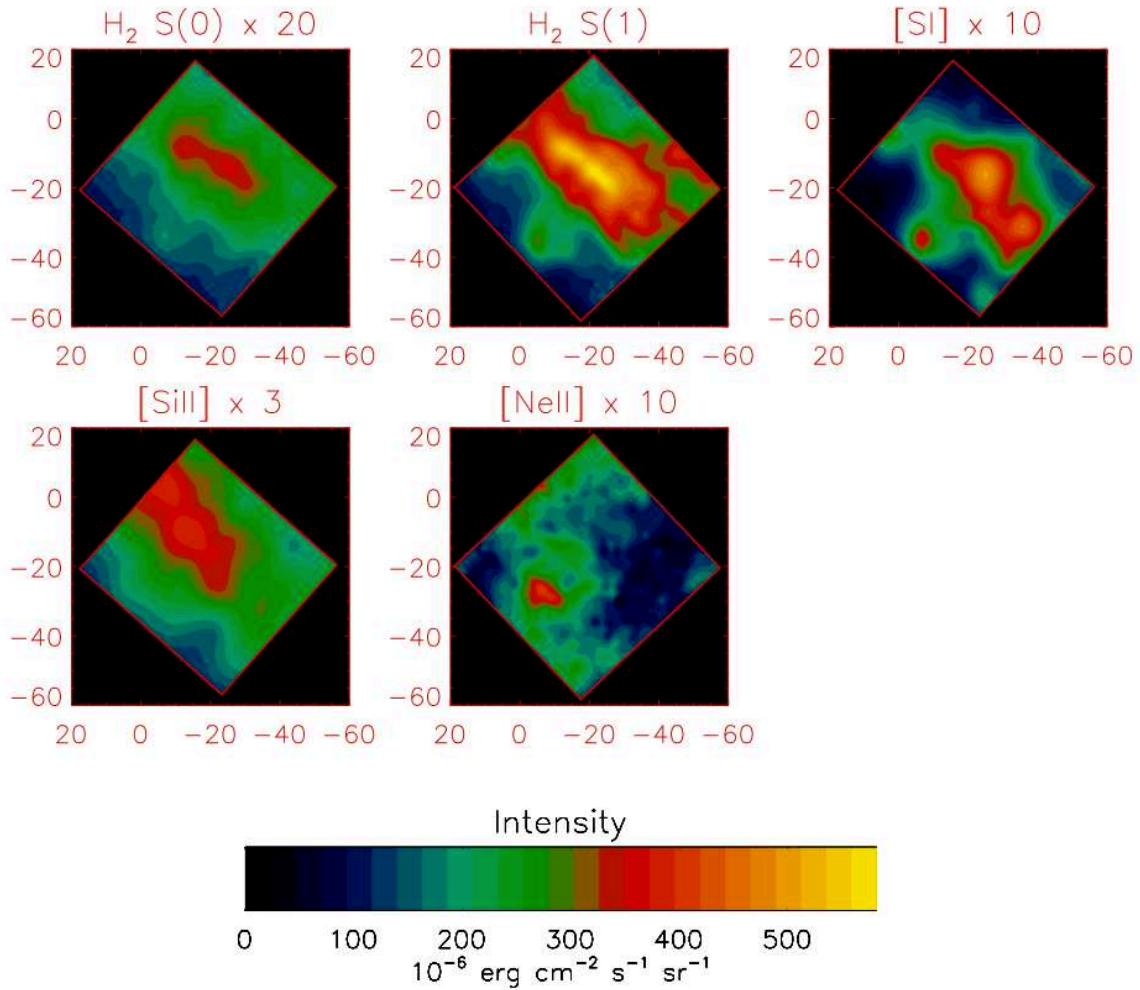 H₂ S(0) x 20
H₂ S(1)
[SI] x 10
20
0
−20
−40
−60
20 0 −20 −40 −60
20
0
−20
−40
−60
20 0 −20 −40 −60
20
0
−20
−40
−60
20 0 −20 −40 −60
[SiII] x 3
[NeII] x 10
20
0
−20
−40
−60
20 0 −20 −40 −60
20
0
−20
−40
−60
20 0 −20 −40 −60
Intensity
0 100 200 300 400 500
10⁻⁶ erg cm⁻² s⁻¹ sr⁻¹